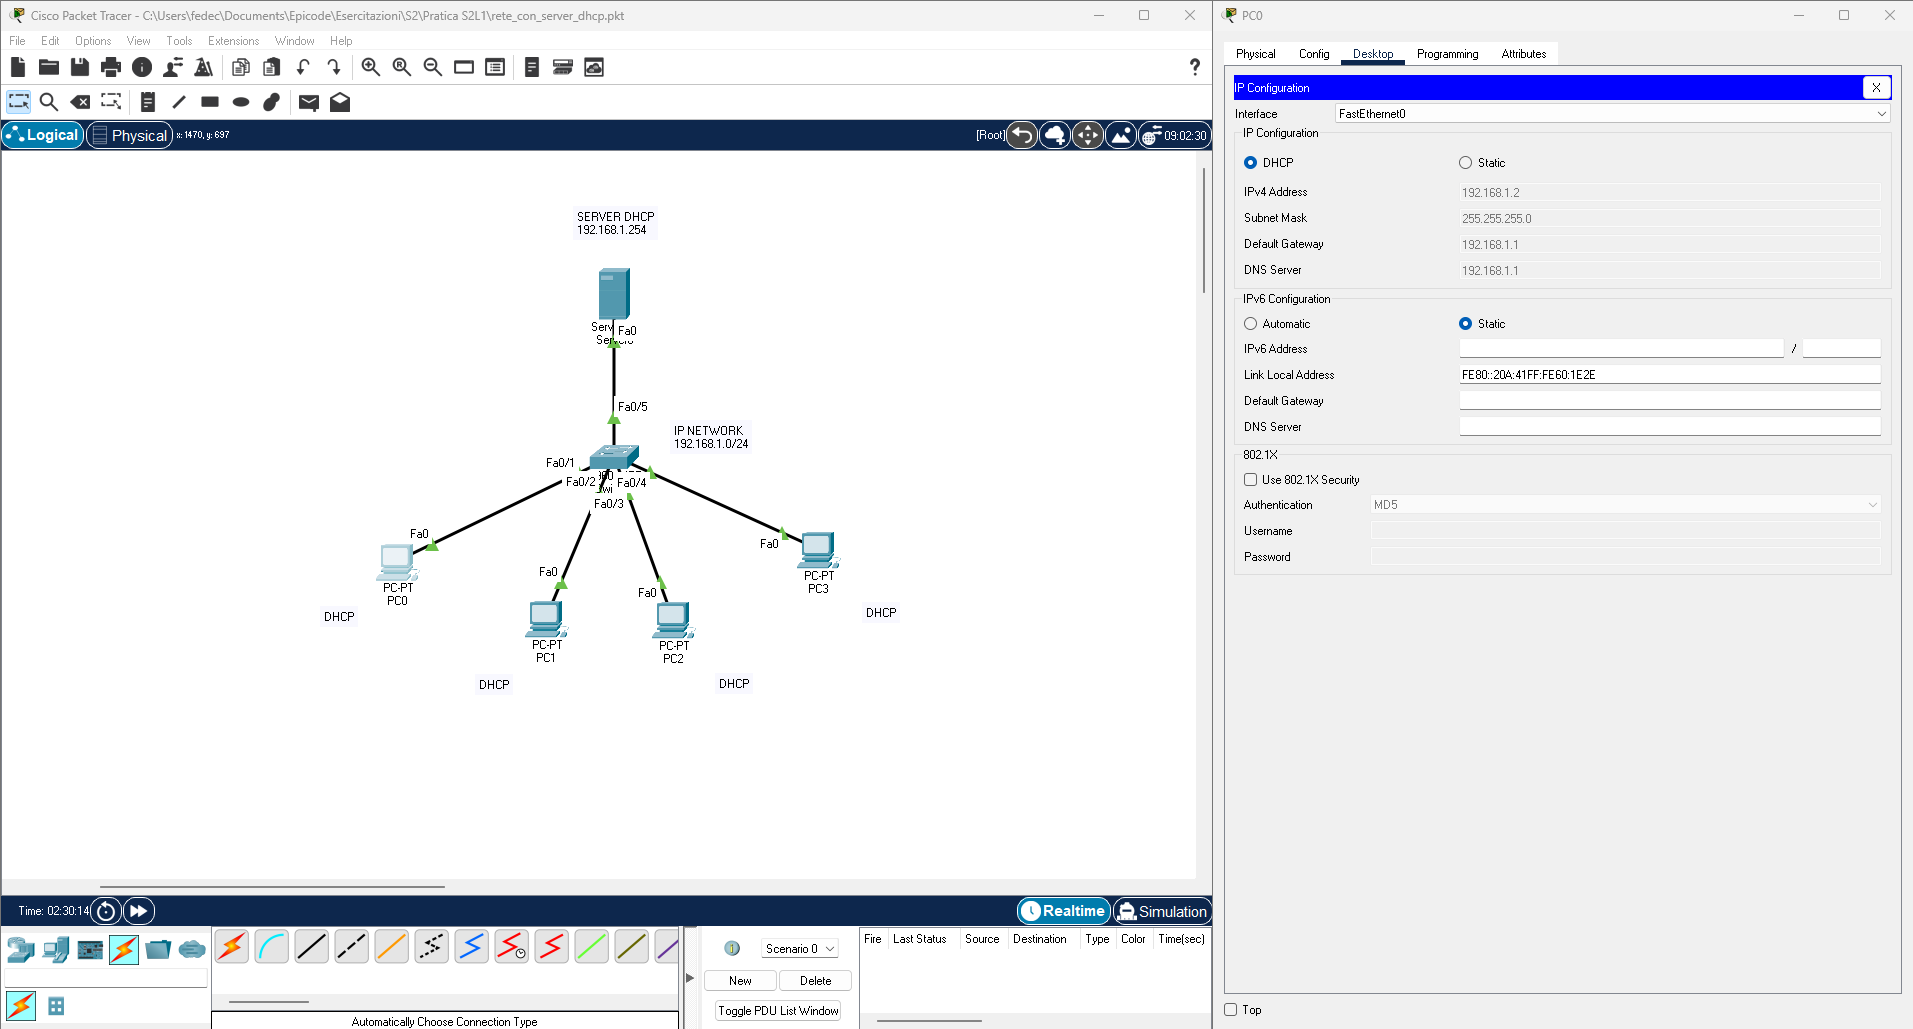 Cisco Packet Tracer - C:\Users\fedec\Documents\Epicode\Esercitazioni\S2\Pratica S2L1\rete_con_server_dhcp.pkt
File Edit Options View Tools Extensions Window Help
?
Logical Physical x: 1470, y: 697 [Root] 09:02:30
SERVER DHCP
192.168.1.254
Fa0
Fa0/5
IP NETWORK
192.168.1.0/24
Fa0/1
Fa0/2
Fa0/4
Fa0/3
Fa0
PC-PT
PC0
DHCP
Fa0
PC-PT
PC1
DHCP
Fa0
PC-PT
PC2
DHCP
Fa0
PC-PT
PC3
DHCP
Time: 02:30:14 Realtime Simulation
Scenario 0
New Delete
Toggle PDU List Window
Fire Last Status Source Destination Type Color Time(sec)
Automatically Choose Connection Type
PC0
Physical Config Desktop Programming Attributes
IP Configuration X
Interface FastEthernet0
IP Configuration
DHCP Static
IPv4 Address 192.168.1.2
Subnet Mask 255.255.255.0
Default Gateway 192.168.1.1
DNS Server 192.168.1.1
IPv6 Configuration
Automatic Static
IPv6 Address /
Link Local Address FE80::20A:41FF:FE60:1E2E
Default Gateway
DNS Server
802.1X
Use 802.1X Security
Authentication MD5
Username
Password
Top